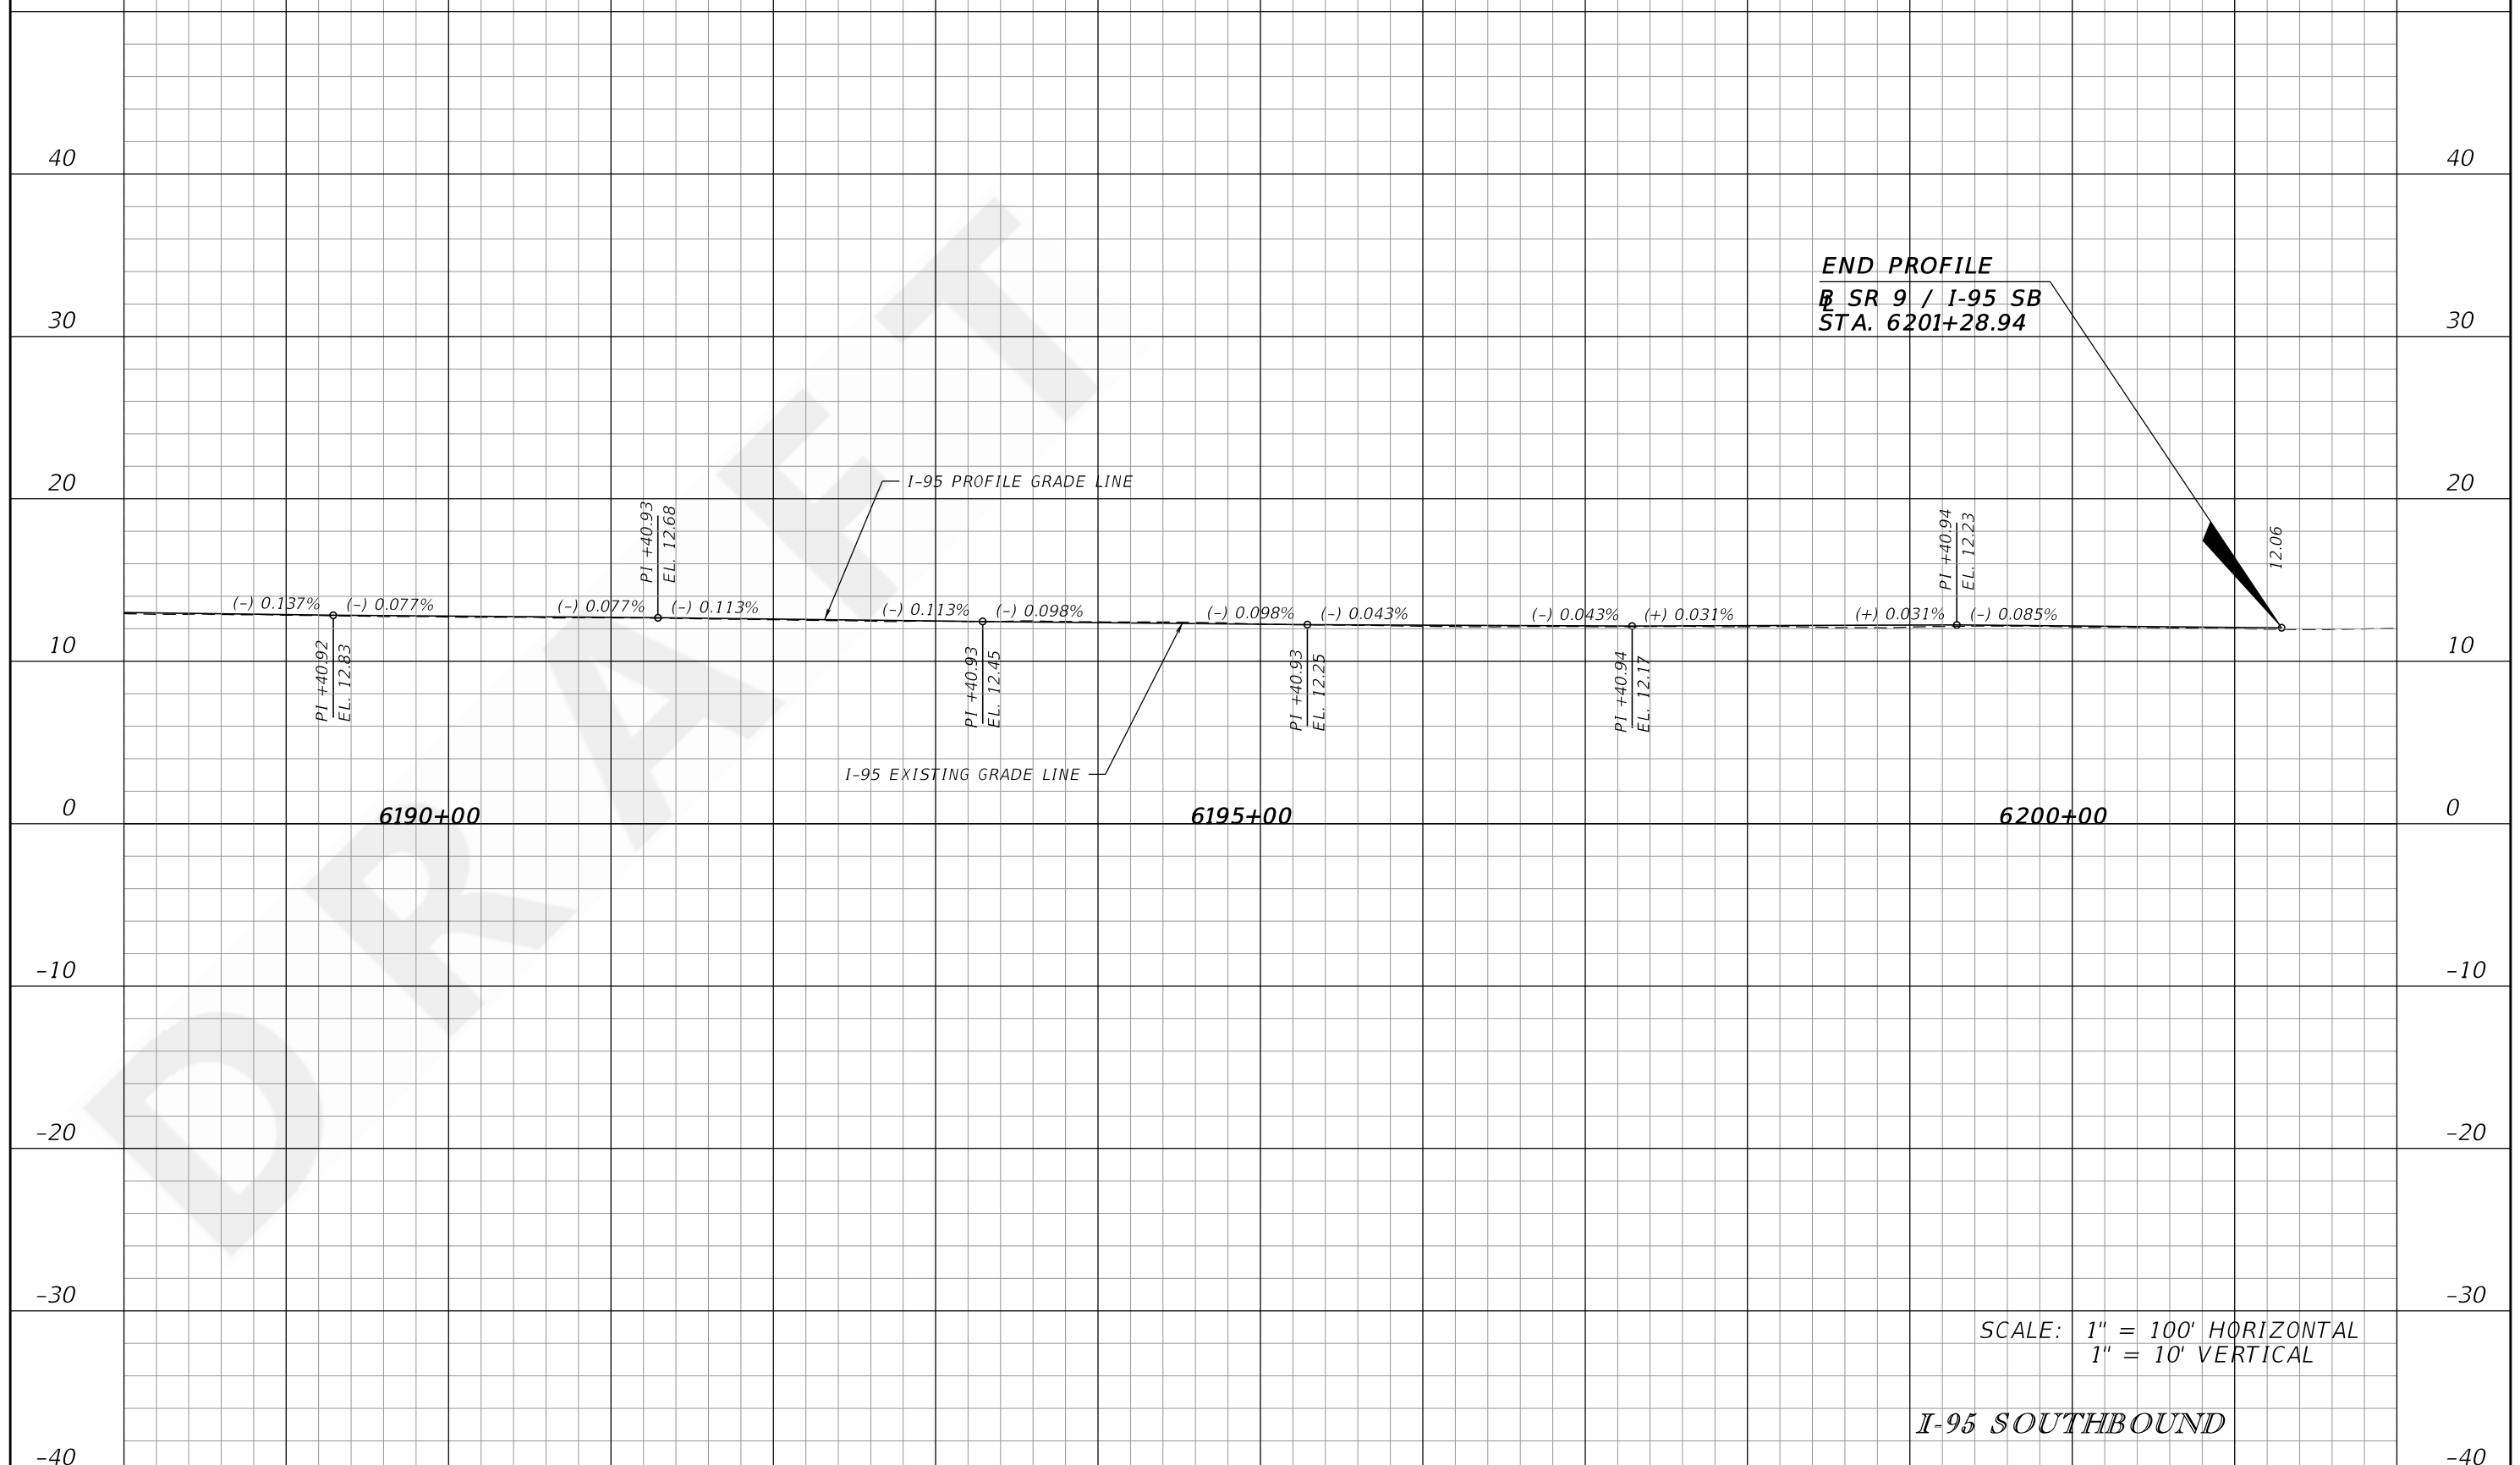 40
40
END PROFILE
BL SR 9 / I-95 SB
STA. 6201+28.94
30
30
I-95 PROFILE GRADE LINE
20
20
PI +40.93
EL. 12.68
PI +40.94
EL. 12.23
12.06
(-) 0.137%
(-) 0.077%
(-) 0.077%
(-) 0.113%
(-) 0.113%
(-) 0.098%
(-) 0.098%
(-) 0.043%
(-) 0.043%
(+) 0.031%
(+) 0.031%
(-) 0.085%
10
10
PI +40.92
EL. 12.83
PI +40.93
EL. 12.45
PI +40.93
EL. 12.25
PI +40.94
EL. 12.17
I-95 EXISTING GRADE LINE
0
6190+00
6195+00
6200+00
0
-10
-10
-20
-20
-30
-30
SCALE: 1" = 100' HORIZONTAL
1" = 10' VERTICAL
I-95 SOUTHBOUND
-40
-40
DRAFT